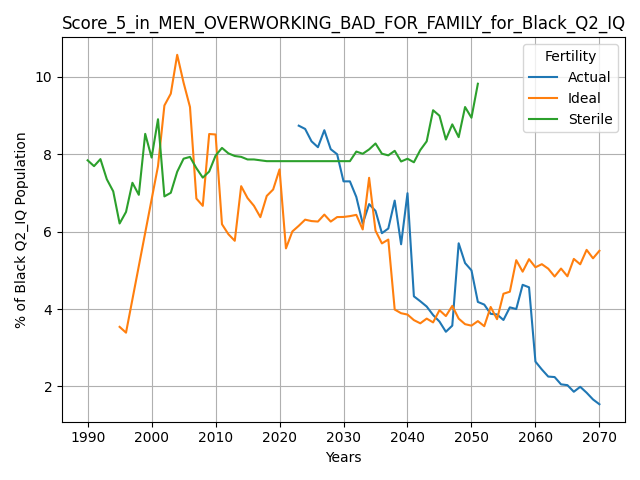 Score_5_in_MEN_OVERWORKING_BAD_FOR_FAMILY_for_Black_Q2_IQ
Fertility
Actual
Ideal
Sterile
% of Black Q2_IQ Population
10
8
6
4
2
1990 2000 2010 2020 2030 2040 2050 2060 2070
Years